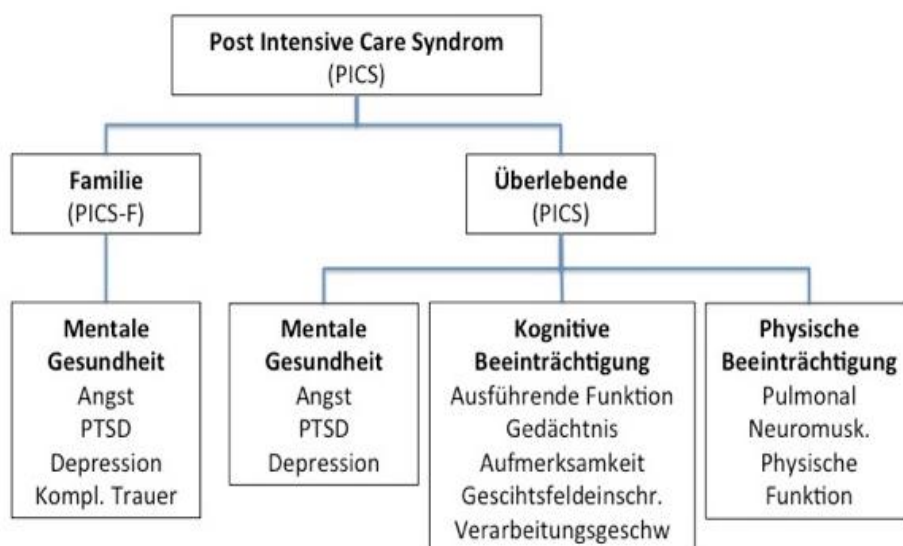 Post Intensive Care Syndrom
(PICS)
Familie
(PICS-F)
Überlebende
(PICS)
Mentale
Gesundheit
Angst
PTSD
Depression
Kompl. Trauer
Mentale
Gesundheit
Angst
PTSD
Depression
Kognitive
Beeinträchtigung
Ausführende Funktion
Gedächtnis
Aufmerksamkeit
Gescihtsfeldeinschr.
Verarbeitungsgeschw
Physische
Beeinträchtigung
Pulmonal
Neuromusk.
Physische
Funktion